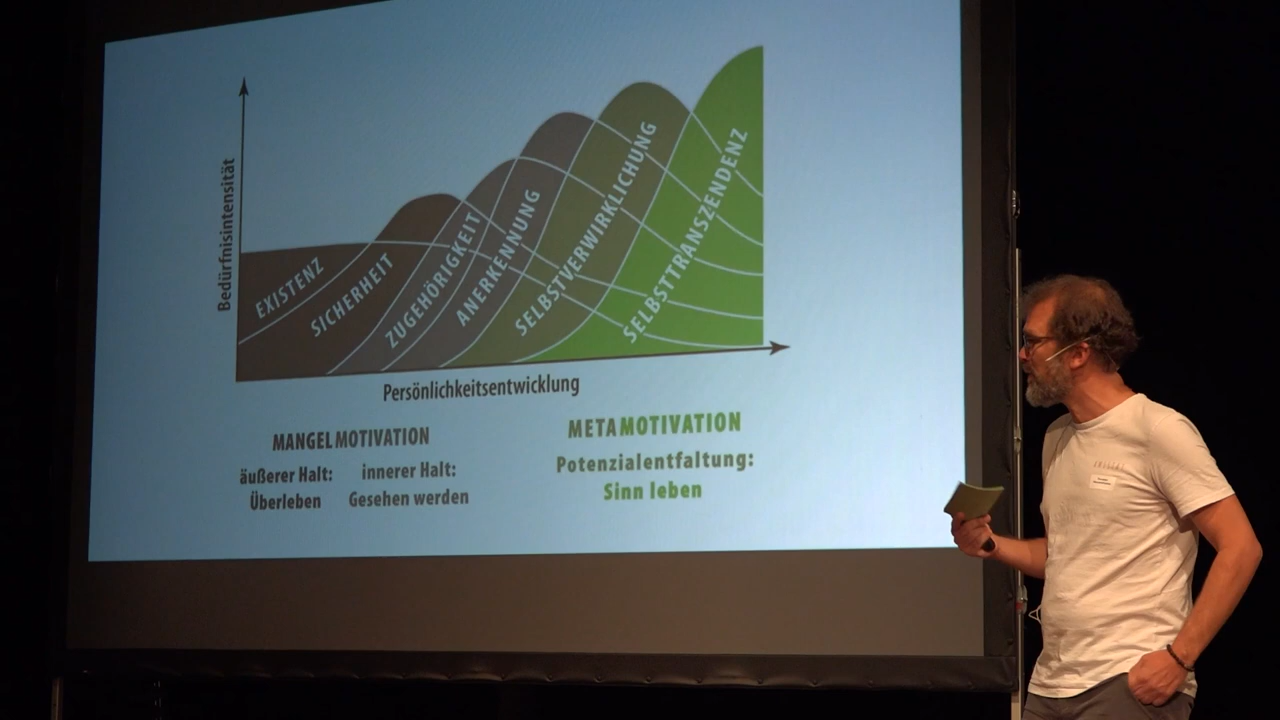 Bedürfnisintensität
EXISTENZ
SICHERHEIT
ZUGEHÖRIGKEIT
ANERKENNUNG
SELBSTVERWIRKLICHUNG
SELBSTTRANSZENDENZ
Persönlichkeitsentwicklung
MANGELMOTIVATION
äußerer Halt:
Überleben
innerer Halt:
Gesehen werden
METAMOTIVATION
Potenzialentfaltung:
Sinn leben